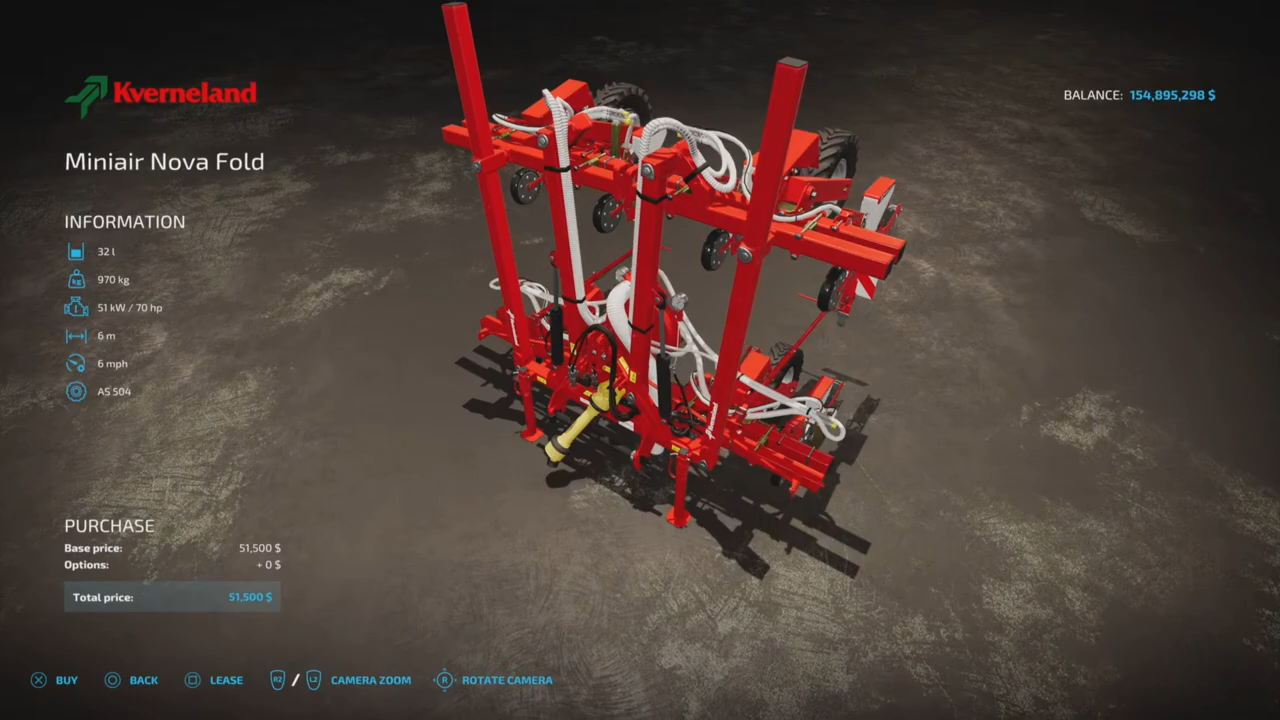 Kverneland
BALANCE: 154,895,298 $
Miniair Nova Fold
INFORMATION
32 l
970 kg
51 kW / 70 hp
6 m
6 mph
AS 504
PURCHASE
Base price: 51,500 $
Options: + 0 $
Total price: 51,500 $
BUY BACK LEASE R2 / L2 CAMERA ZOOM R ROTATE CAMERA